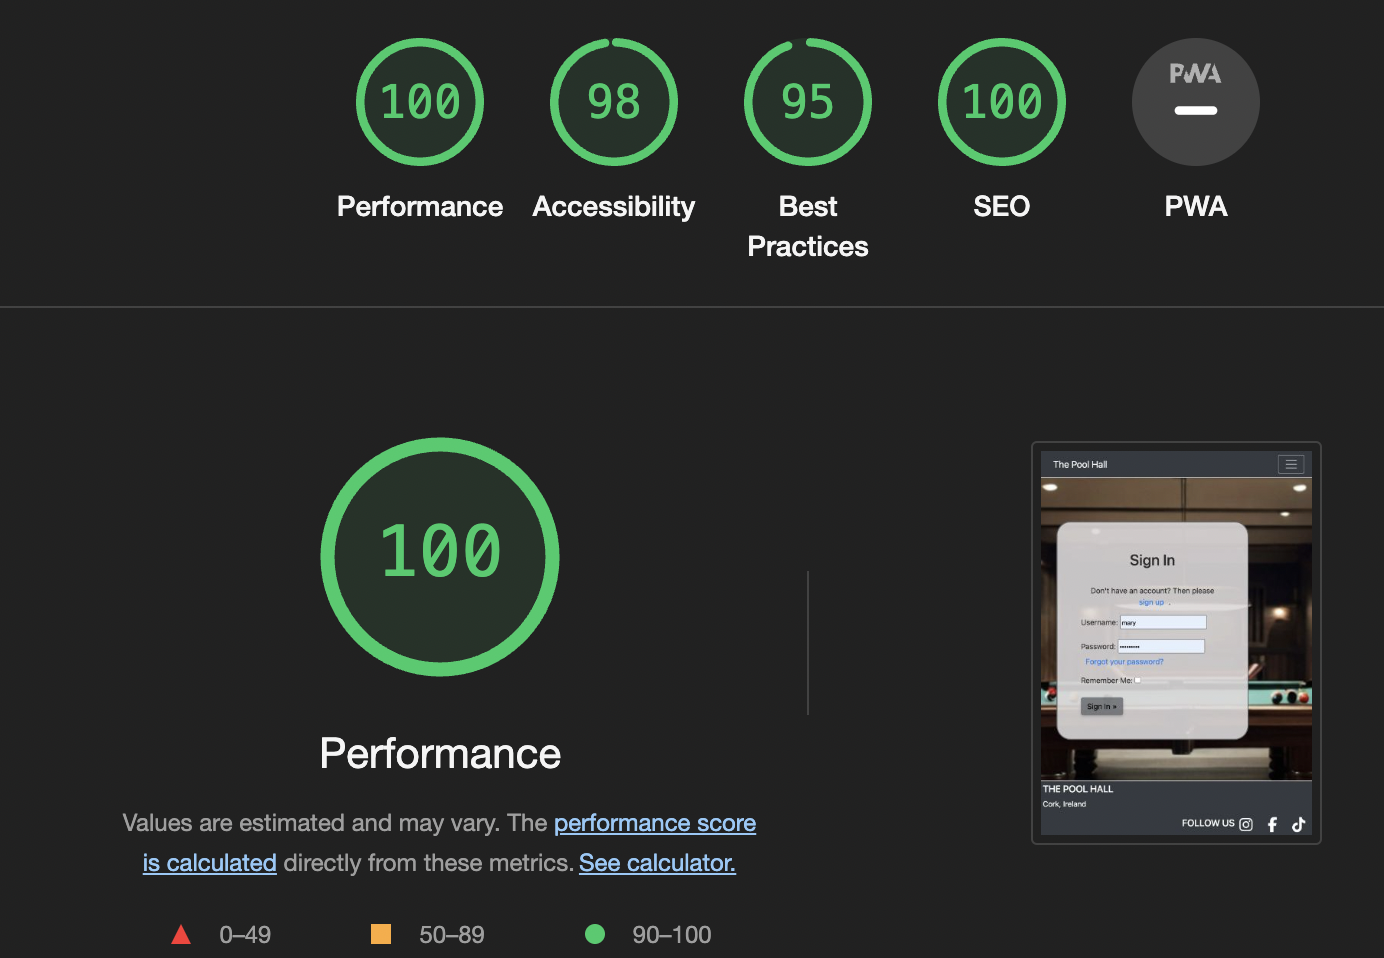 100
98
95
100
PWA
Performance
Accessibility
Best
Practices
SEO
PWA
100
Performance
Values are estimated and may vary. The performance score
is calculated directly from these metrics. See calculator.
0–49
50–89
90–100
The Pool Hall
Sign In
Don't have an account? Then please
sign up .
Username: mary
Password: •••••••••
Forgot your password?
Remember Me:
Sign In »
THE POOL HALL
Cork, Ireland
FOLLOW US